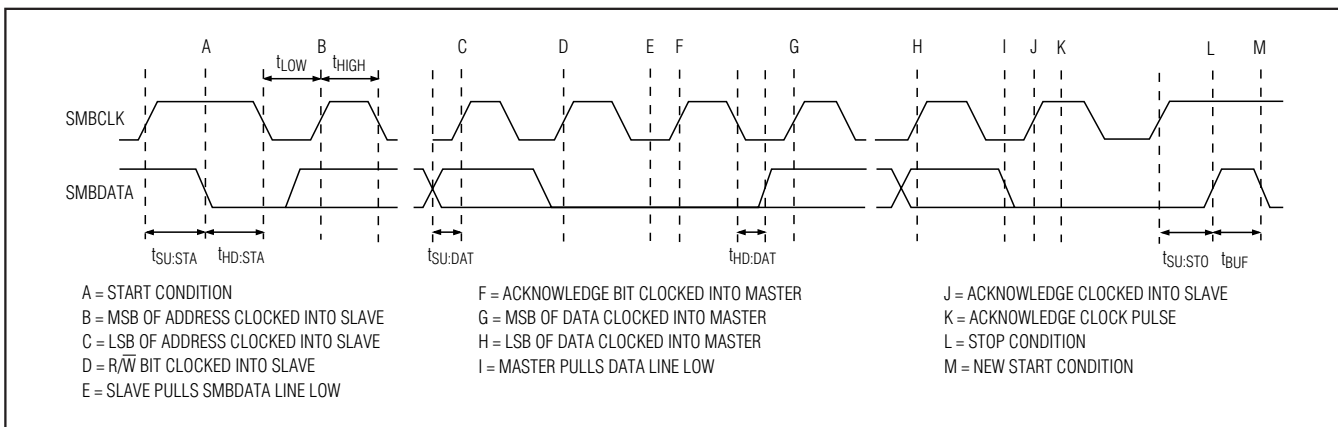 A B C D E F G H I J K L M
tLOW tHIGH
SMBCLK
SMBDATA
tSU:STA tHD:STA tSU:DAT tHD:DAT tSU:STO tBUF
A = START CONDITION
B = MSB OF ADDRESS CLOCKED INTO SLAVE
C = LSB OF ADDRESS CLOCKED INTO SLAVE
D = R/W̅ BIT CLOCKED INTO SLAVE
E = SLAVE PULLS SMBDATA LINE LOW
F = ACKNOWLEDGE BIT CLOCKED INTO MASTER
G = MSB OF DATA CLOCKED INTO MASTER
H = LSB OF DATA CLOCKED INTO MASTER
I = MASTER PULLS DATA LINE LOW
J = ACKNOWLEDGE CLOCKED INTO SLAVE
K = ACKNOWLEDGE CLOCK PULSE
L = STOP CONDITION
M = NEW START CONDITION